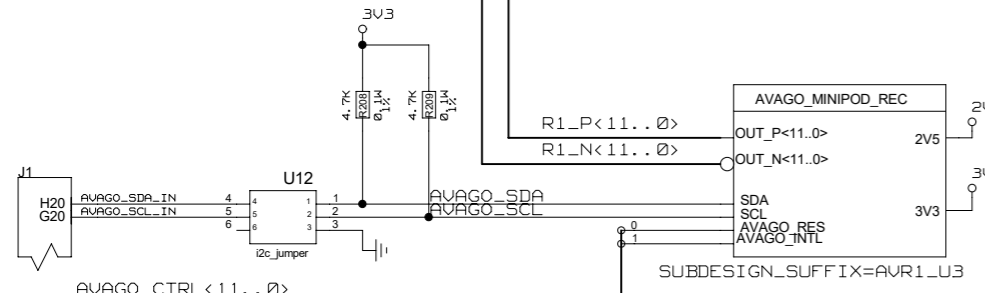 3V3
4.7K R208 0.1W 1%
4.7K R209 0.1W 1%
AVAGO_MINIPOD_REC
R1_P<11..0>
OUT_P<11..0>
2V5
R1_N<11..0>
OUT_N<11..0>
J1
U12
H20 AVAGO_SDA_IN 4 4 1 1 AVAGO_SDA SDA
G20 AVAGO_SCL_IN 5 5 2 2 AVAGO_SCL SCL
3V3
6 6 3 3 0 AVAGO_RES
1 AVAGO_INTL
i2c_jumper
SUBDESIGN_SUFFIX=AVR1_U3
AVAGO_CTRL<11..0>